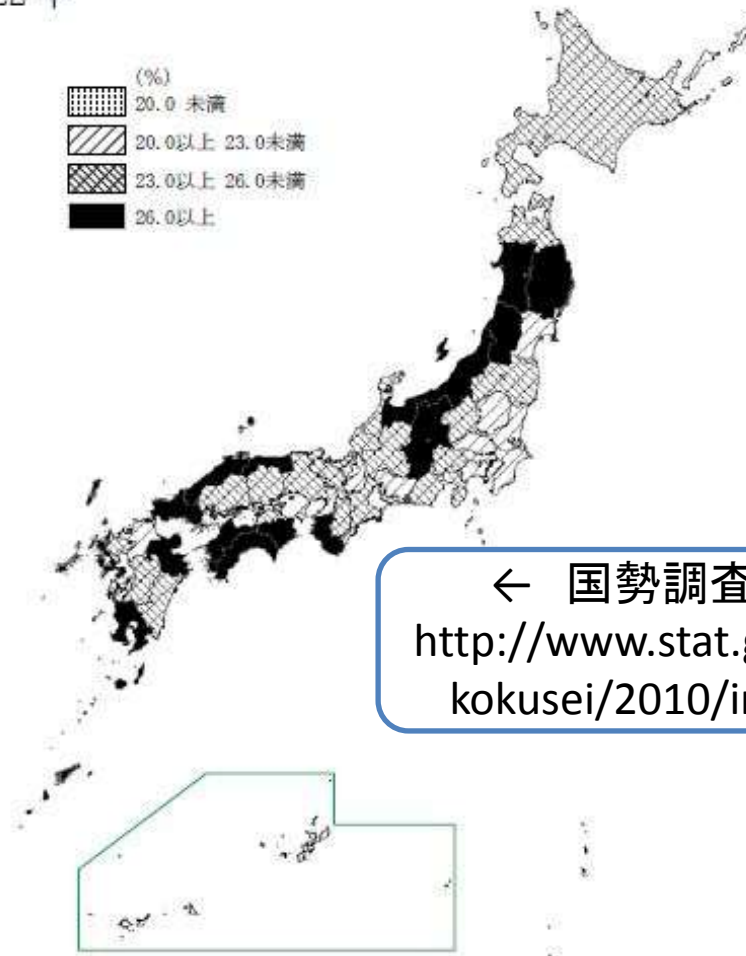 (%)
20.0 未満
20.0以上 23.0未満
23.0以上 26.0未満
26.0以上
← 国勢調査
http://www.stat.g
kokusei/2010/i